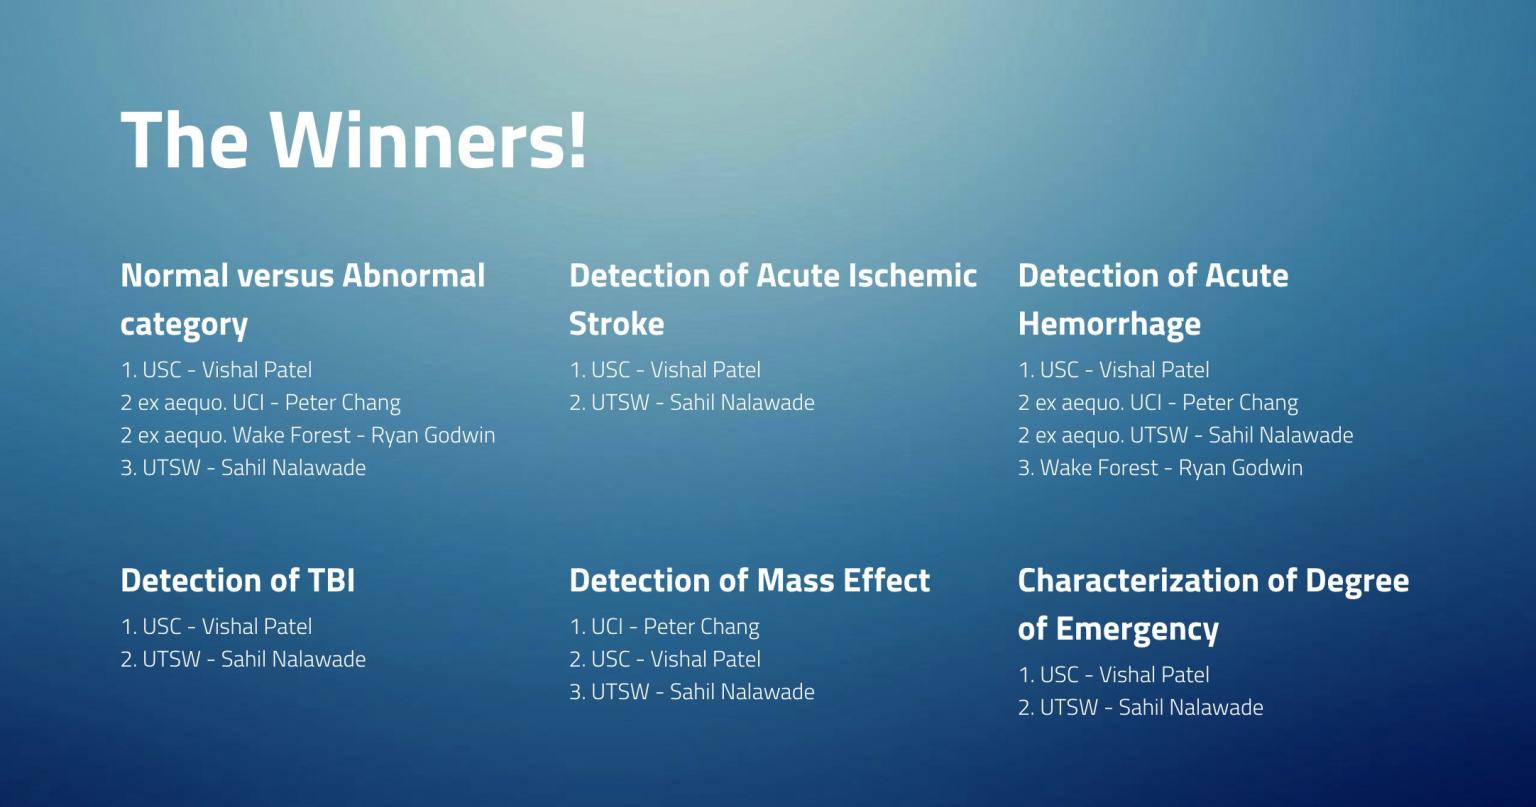 The Winners!
Normal versus Abnormal
category
1. USC - Vishal Patel
2 ex aequo. UCI - Peter Chang
2 ex aequo. Wake Forest - Ryan Godwin
3. UTSW - Sahil Nalawade
Detection of Acute Ischemic
Stroke
1. USC - Vishal Patel
2. UTSW - Sahil Nalawade
Detection of Acute
Hemorrhage
1. USC - Vishal Patel
2 ex aequo. UCI - Peter Chang
2 ex aequo. UTSW - Sahil Nalawade
3. Wake Forest - Ryan Godwin
Detection of TBI
1. USC - Vishal Patel
2. UTSW - Sahil Nalawade
Detection of Mass Effect
1. UCI - Peter Chang
2. USC - Vishal Patel
3. UTSW - Sahil Nalawade
Characterization of Degree
of Emergency
1. USC - Vishal Patel
2. UTSW - Sahil Nalawade